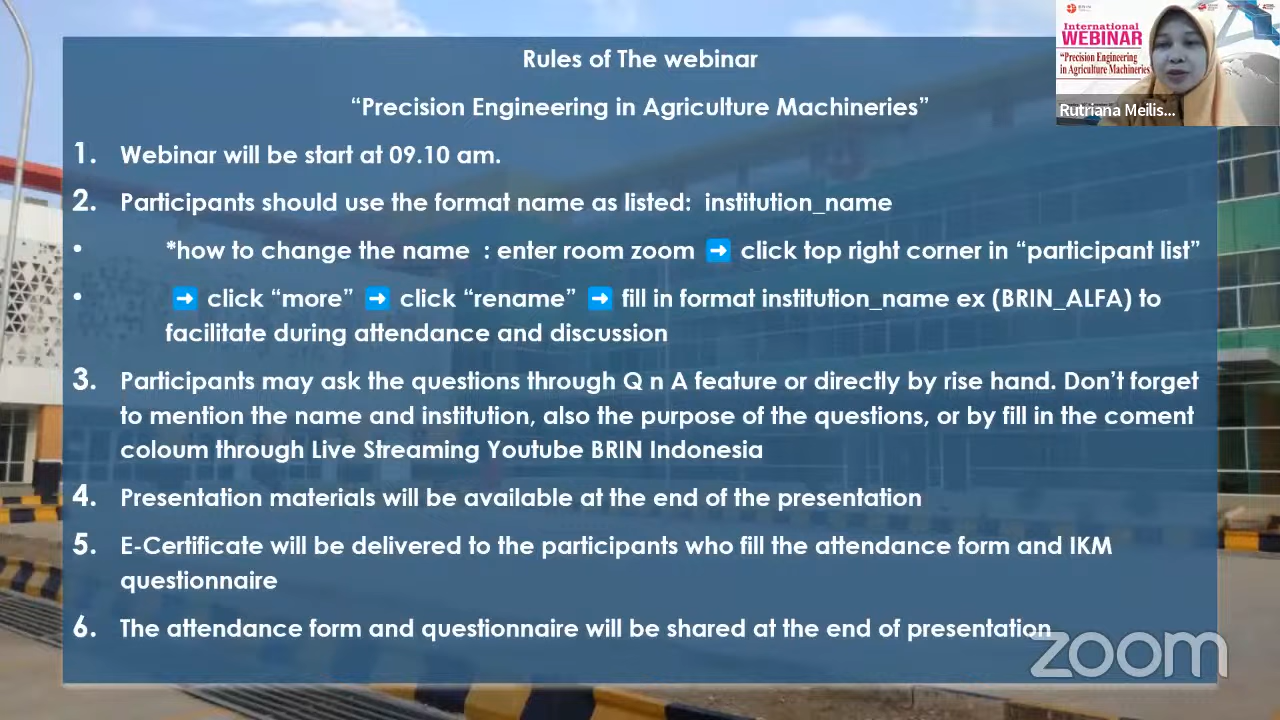 Rules of The webinar
“Precision Engineering in Agriculture Machineries”
1. Webinar will be start at 09.10 am.
2. Participants should use the format name as listed: institution_name
• *how to change the name : enter room zoom ➡ click top right corner in “participant list”
• ➡ click “more” ➡ click “rename” ➡ fill in format institution_name ex (BRIN_ALFA) to
facilitate during attendance and discussion
3. Participants may ask the questions through Q n A feature or directly by rise hand. Don’t forget
to mention the name and institution, also the purpose of the questions, or by fill in the coment
coloum through Live Streaming Youtube BRIN Indonesia
4. Presentation materials will be available at the end of the presentation
5. E-Certificate will be delivered to the participants who fill the attendance form and IKM
questionnaire
6. The attendance form and questionnaire will be shared at the end of presentation
International
WEBINAR
“Precision Engineering
in Agriculture Machineries
Rutriana Meilis...
zoom